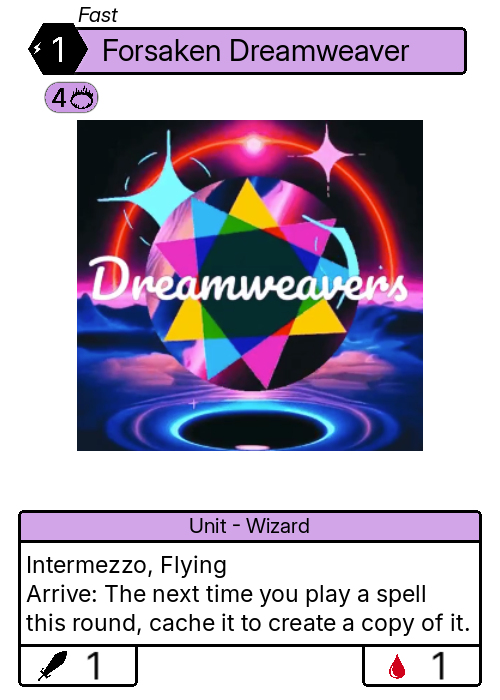 Fast
1 Forsaken Dreamweaver
4
Dreamweavers
Unit - Wizard
Intermezzo, Flying
Arrive: The next time you play a spell
this round, cache it to create a copy of it.
1 1